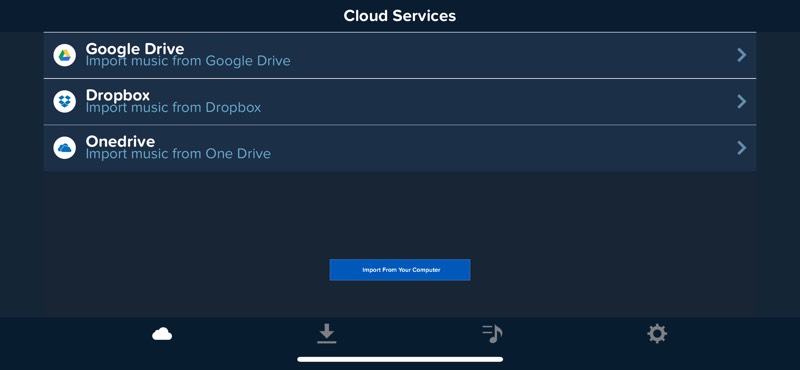 Cloud Services
Google Drive
Import music from Google Drive
Dropbox
Import music from Dropbox
Onedrive
Import music from One Drive
Import From Your Computer